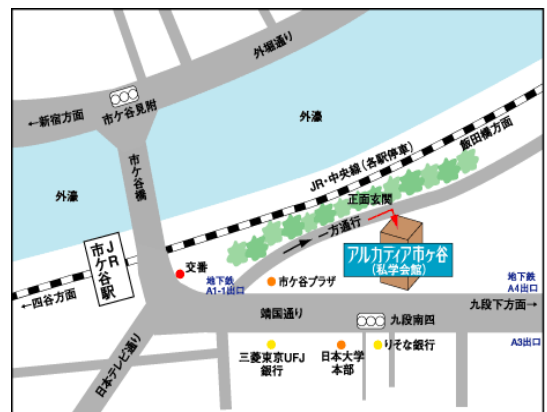 外堀通り
市ケ谷見附
←新宿方面
外濠
市ケ谷橋
外濠
飯田橋方面
JR・中央線(各駅停車)
正面玄関
一方通行
アルカディア市ヶ谷
(私学会館)
JR
市ケ谷駅
交番
地下鉄
A1-1出口
市ケ谷プラザ
地下鉄
A4出口
←四谷方面
靖国通り
九段下方面→
九段南四
A3出口
日本テレビ通り
三菱東京UFJ
銀行
日本大学
本部
りそな銀行